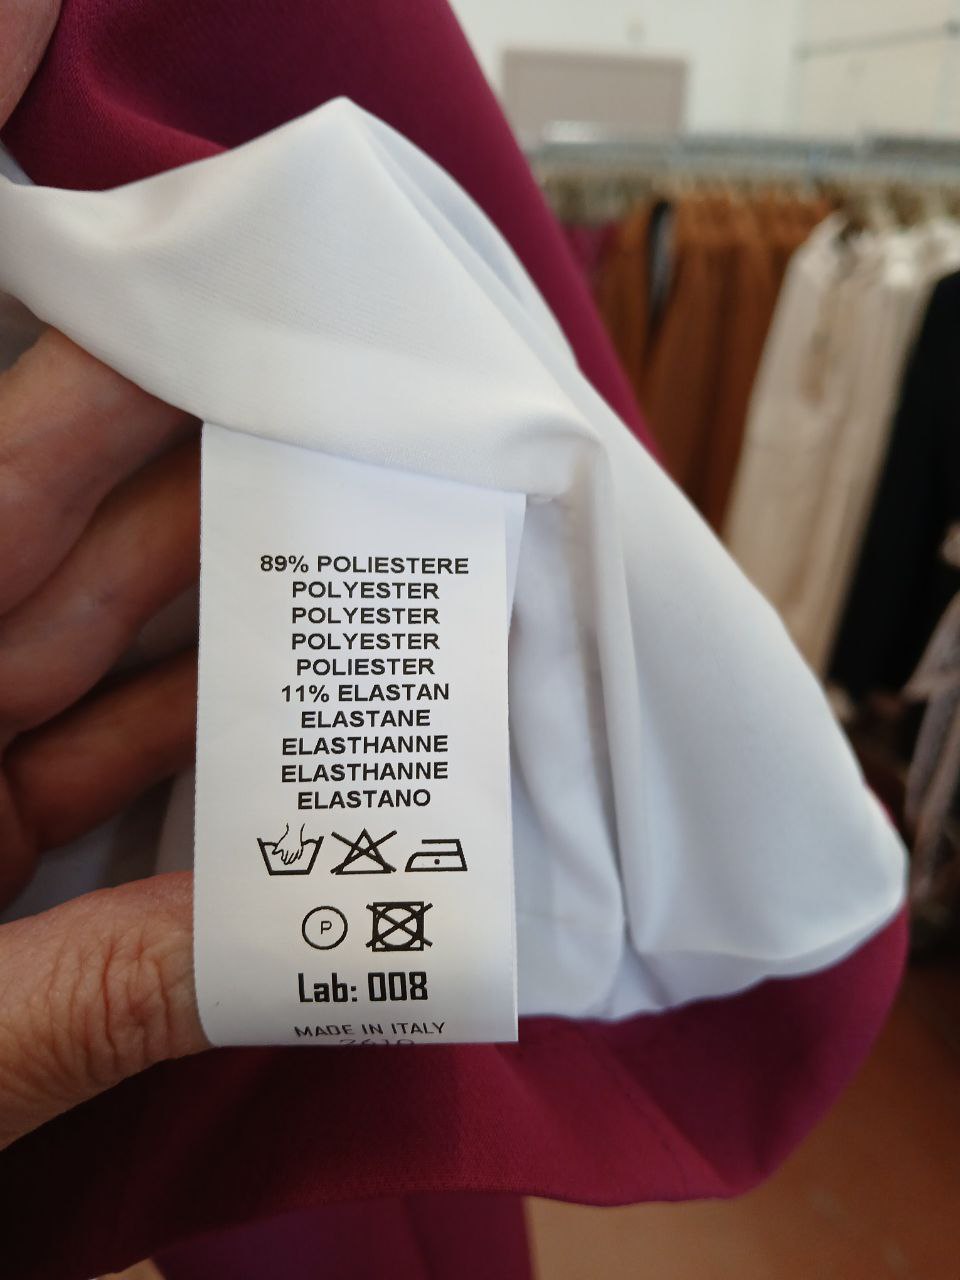 89% POLIESTERE
POLYESTER
POLYESTER
POLYESTER
POLIESTER
11% ELASTAN
ELASTANE
ELASTHANNE
ELASTHANNE
ELASTANO
P
Lab: 008
MADE IN ITALY